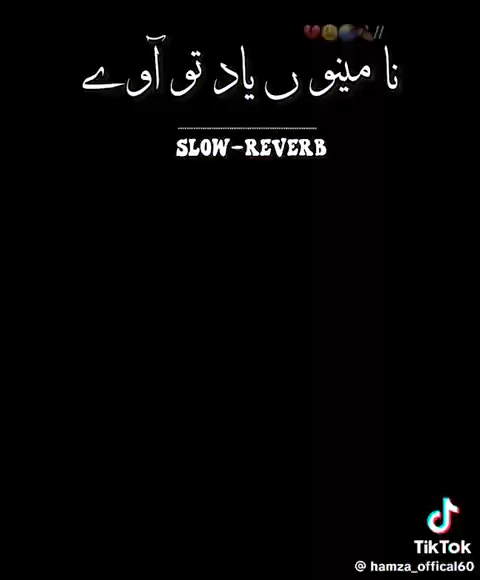 نا مینوں یاد تو آوے
SLOW-REVERB
TikTok
@ hamza_offical60